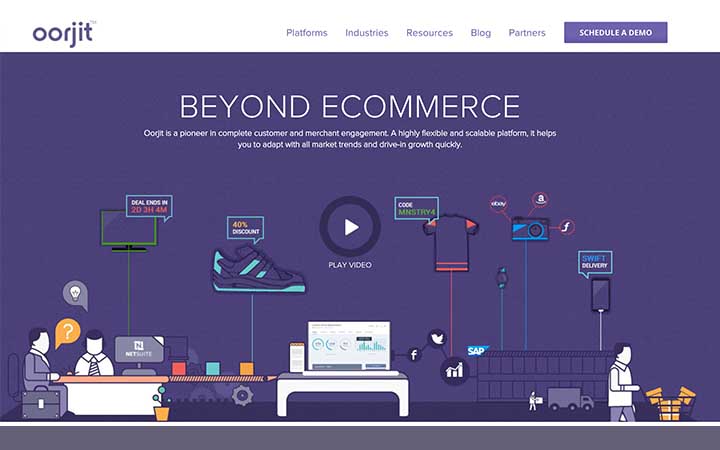 oorjit™
Platforms Industries Resources Blog Partners SCHEDULE A DEMO
BEYOND ECOMMERCE
Oorjit is a pioneer in complete customer and merchant engagement. A highly flexible and scalable platform, it helps
you to adapt with all market trends and drive-in growth quickly.
DEAL ENDS IN
2D 3H 4M
40%
DISCOUNT
PLAY VIDEO
CODE
MNSTRY4
ebay
a
f
SWIFT
DELIVERY
?
N
NETSUITE
f
SAP